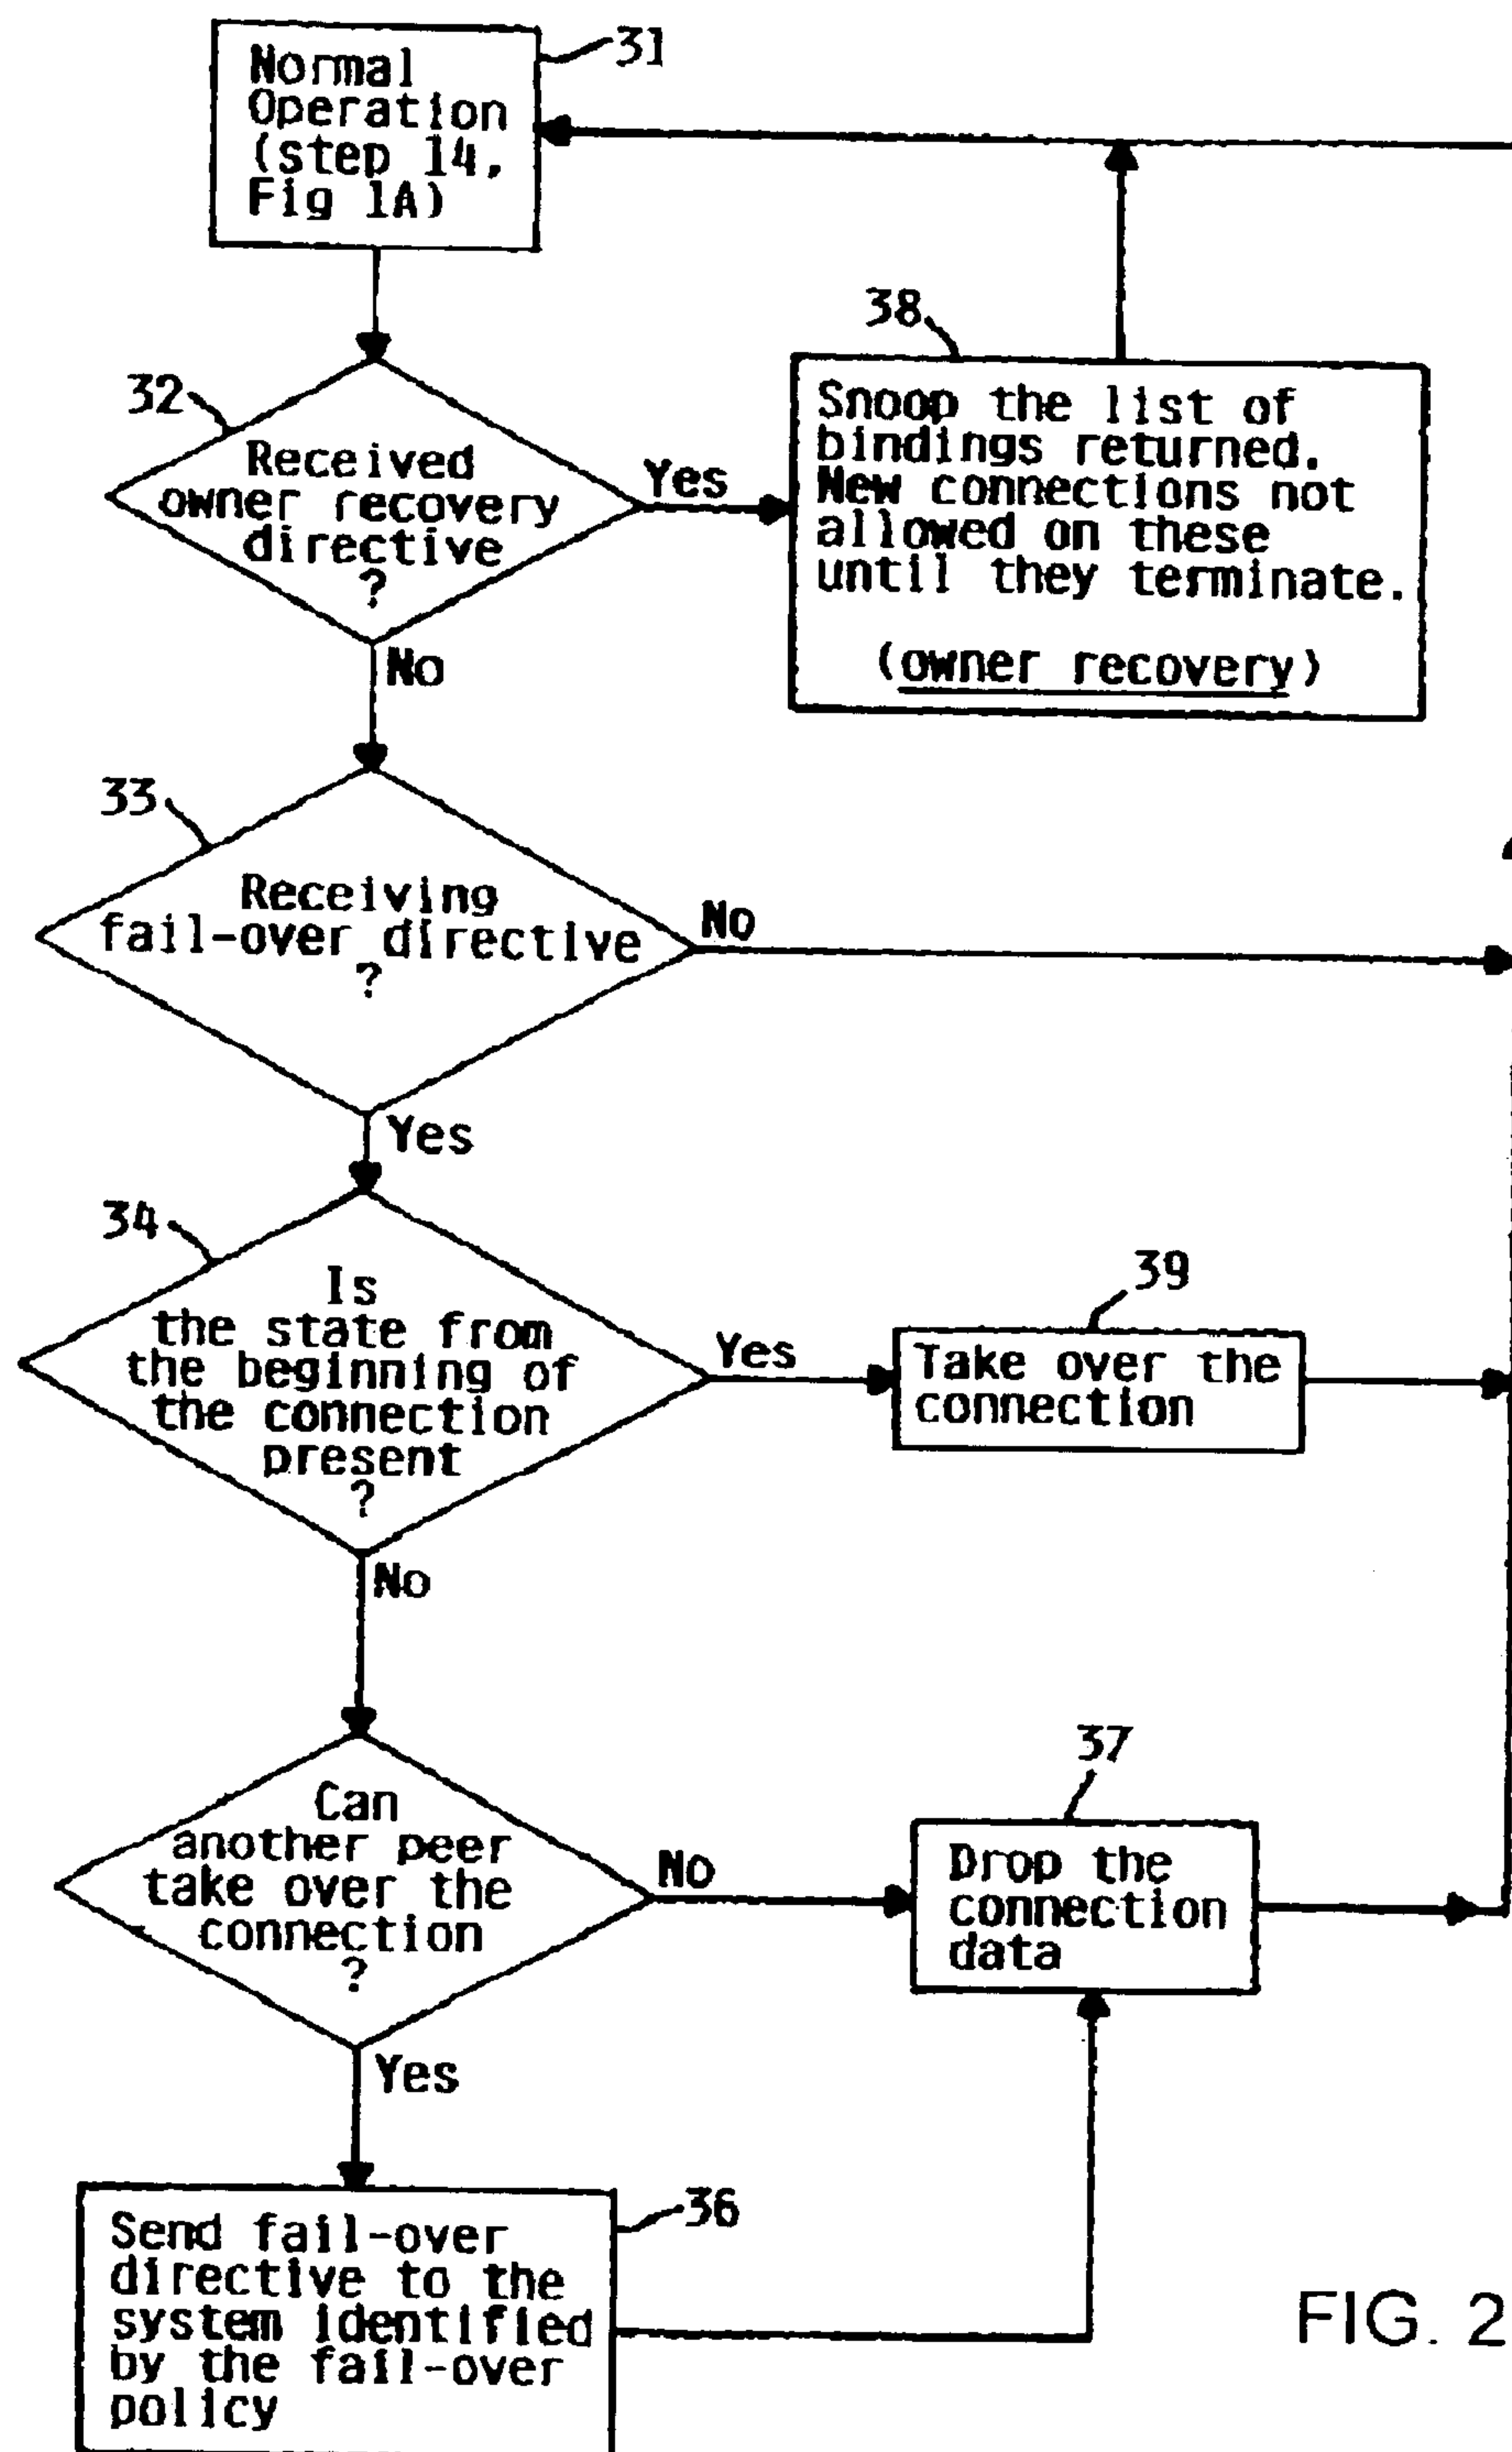 31
Normal
Operation
(step 14,
Fig 1A)
38
32
Received
owner recovery
directive
?
Yes
Snoop the list of
bindings returned.
New connections not
allowed on these
until they terminate.
(owner recovery)
No
33
Receiving
fail-over directive
?
No
Yes
34
Is
the state from
the beginning of
the connection
present
?
Yes
39
Take over the
connection
No
37
Can
another peer
take over the
connection
?
No
Drop the
connection
data
Yes
36
Send fail-over
directive to the
system identified
by the fail-over
policy
FIG. 2